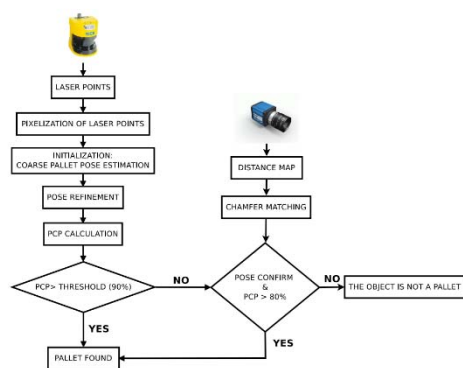 LASER POINTS
PIXELIZATION OF LASER POINTS
INITIALIZATION:
COARSE PALLET POSE ESTIMATION
POSE REFINEMENT
PCP CALCULATION
PCP> THRESHOLD (90%)
NO
YES
PALLET FOUND
DISTANCE MAP
CHAMFER MATCHING
POSE CONFIRM
&
PCP > 80%
NO
YES
THE OBJECT IS NOT A PALLET